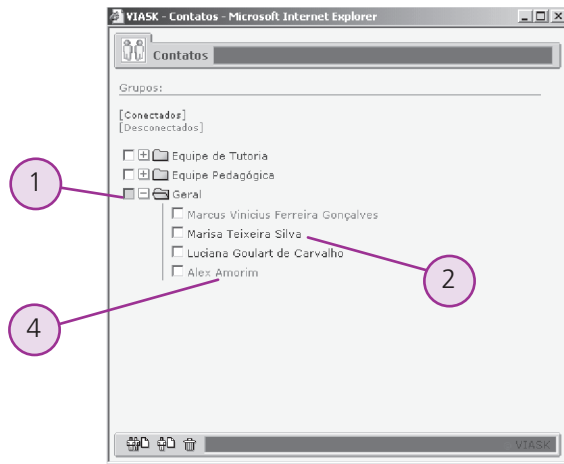 VIASK - Contatos - Microsoft Internet Explorer
Contatos
Grupos:
[Conectados]
[Desconectados]
Equipe de Tutoria
Equipe Pedagógica
1
Geral
Marcus Vinicius Ferreira Gonçalves
Marisa Teixeira Silva
Luciana Goulart de Carvalho
2
Alex Amorim
4
VIASK